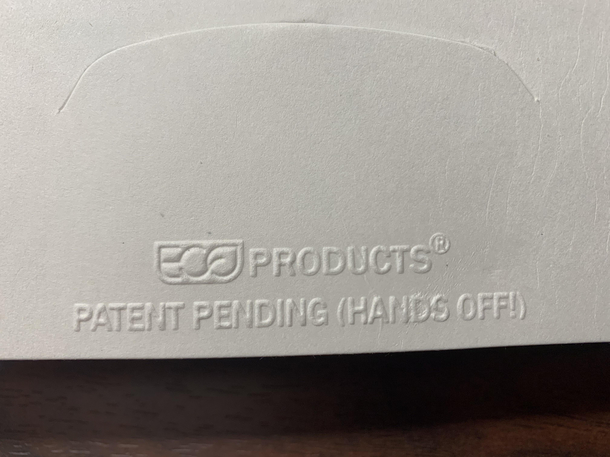 ECO PRODUCTS®
PATENT PENDING (HANDS OFF!)